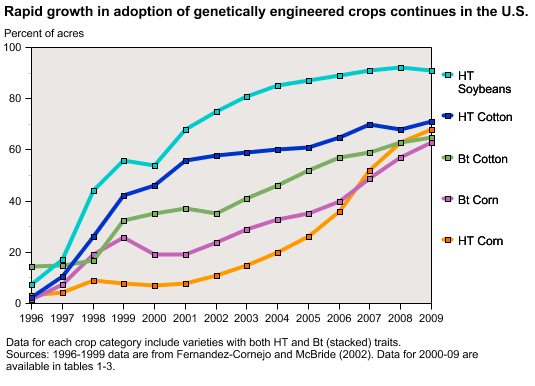 Rapid growth in adoption of genetically engineered crops continues in the U.S.
Percent of acres
100
80
60
40
20
0
1996 1997 1998 1999 2000 2001 2002 2003 2004 2005 2006 2007 2008 2009
HT
Soybeans
HT Cotton
Bt Cotton
Bt Corn
HT Corn
Data for each crop category include varieties with both HT and Bt (stacked) traits.
Sources: 1996-1999 data are from Fernandez-Cornejo and McBride (2002). Data for 2000-09 are
available in tables 1-3.